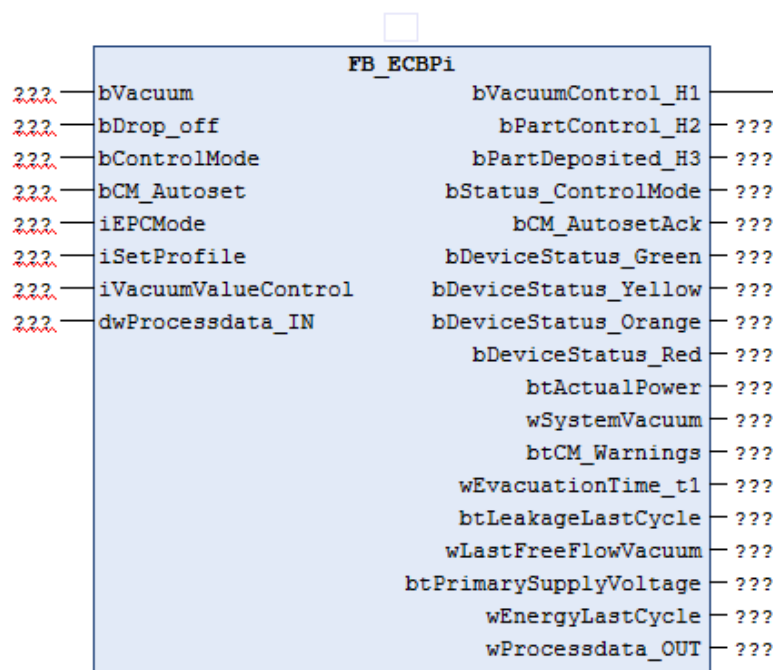 FB_ECBPi
??? bVacuum bVacuumControl_H1
??? bDrop_off bPartControl_H2 ???
??? bControlMode bPartDeposited_H3 ???
??? bCM_Autoset bStatus_ControlMode ???
??? iEPCMode bCM_AutosetAck ???
??? iSetProfile bDeviceStatus_Green ???
??? iVacuumValueControl bDeviceStatus_Yellow ???
??? dwProcessdata_IN bDeviceStatus_Orange ???
bDeviceStatus_Red ???
btActualPower ???
wSystemVacuum ???
btCM_Warnings ???
wEvacuationTime_t1 ???
btLeakageLastCycle ???
wLastFreeFlowVacuum ???
btPrimarySupplyVoltage ???
wEnergyLastCycle ???
wProcessdata_OUT ???